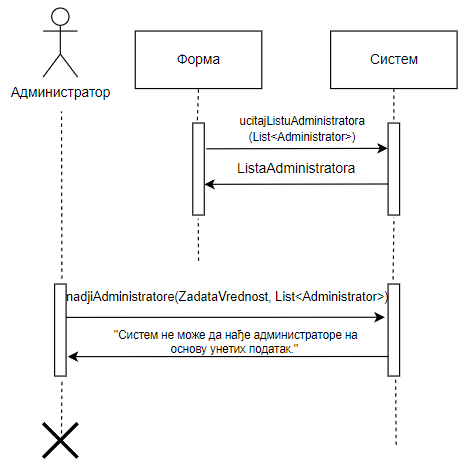 Администратор
Форма
Систем
ucitajListuAdministratora
(List<Administrator>)
ListaAdministratora
nadjiAdministratore(ZadataVrednost, List<Administrator>)
"Систем не може да нађе администраторе на
основу унетих податак."